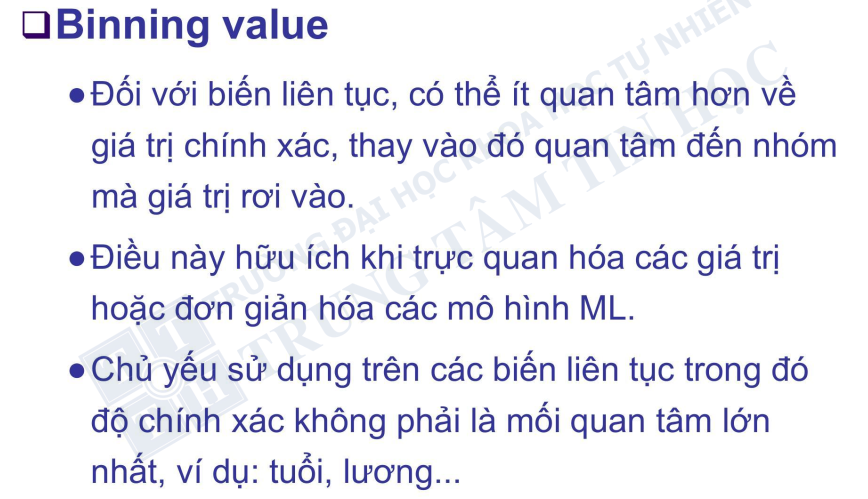 ❑Binning value
●Đối với biến liên tục, có thể ít quan tâm hơn về
giá trị chính xác, thay vào đó quan tâm đến nhóm
mà giá trị rơi vào.
●Điều này hữu ích khi trực quan hóa các giá trị
hoặc đơn giản hóa các mô hình ML.
●Chủ yếu sử dụng trên các biến liên tục trong đó
độ chính xác không phải là mối quan tâm lớn
nhất, ví dụ: tuổi, lương...
TRƯỜNG ĐẠI HỌC KHOA HỌC TỰ NHIÊN
TRUNG TÂM TIN HỌC